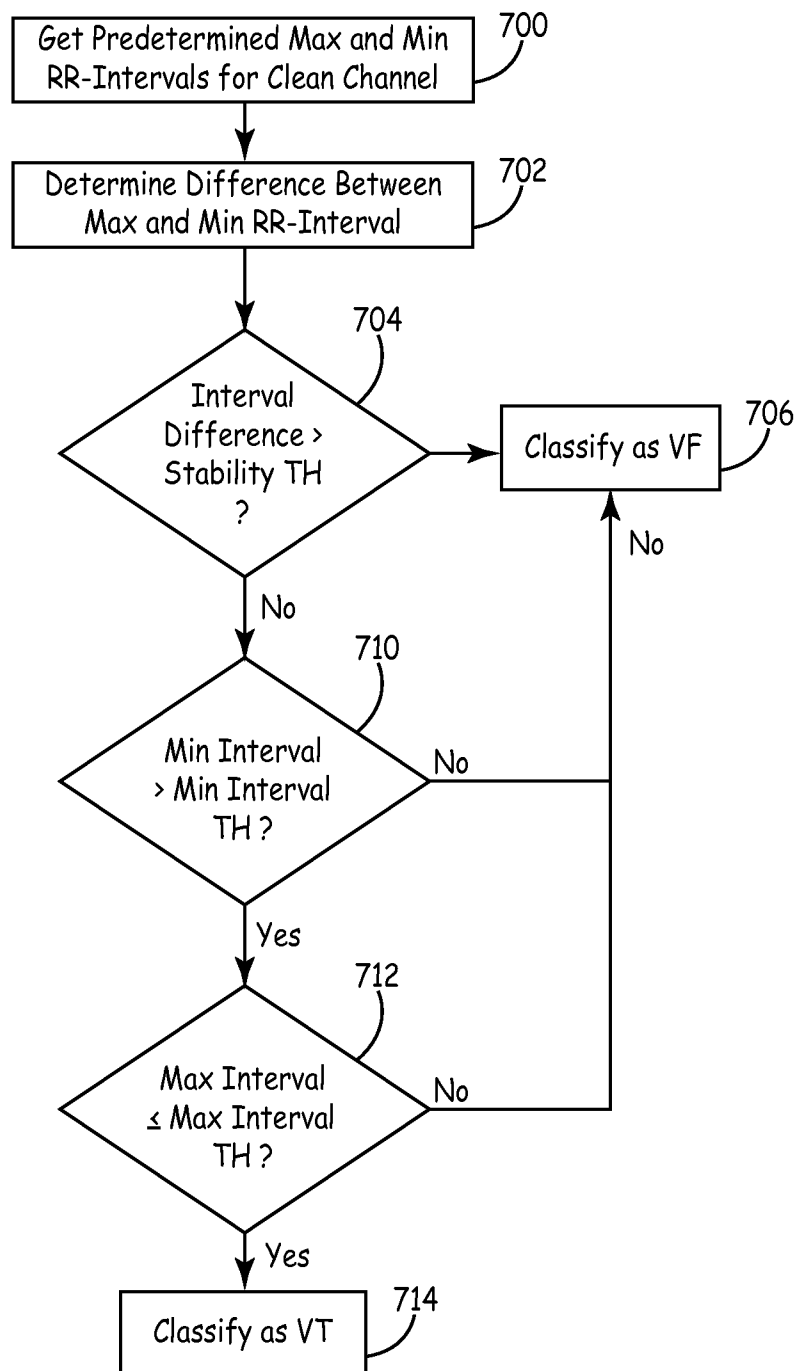 Get Predetermined Max and Min
RR-Intervals for Clean Channel
700
Determine Difference Between
Max and Min RR-Interval
702
704
Interval
Difference >
Stability TH
?
Classify as VF
706
No
No
710
Min Interval
> Min Interval
TH ?
No
Yes
712
Max Interval
≤ Max Interval
TH ?
No
Yes
Classify as VT
714